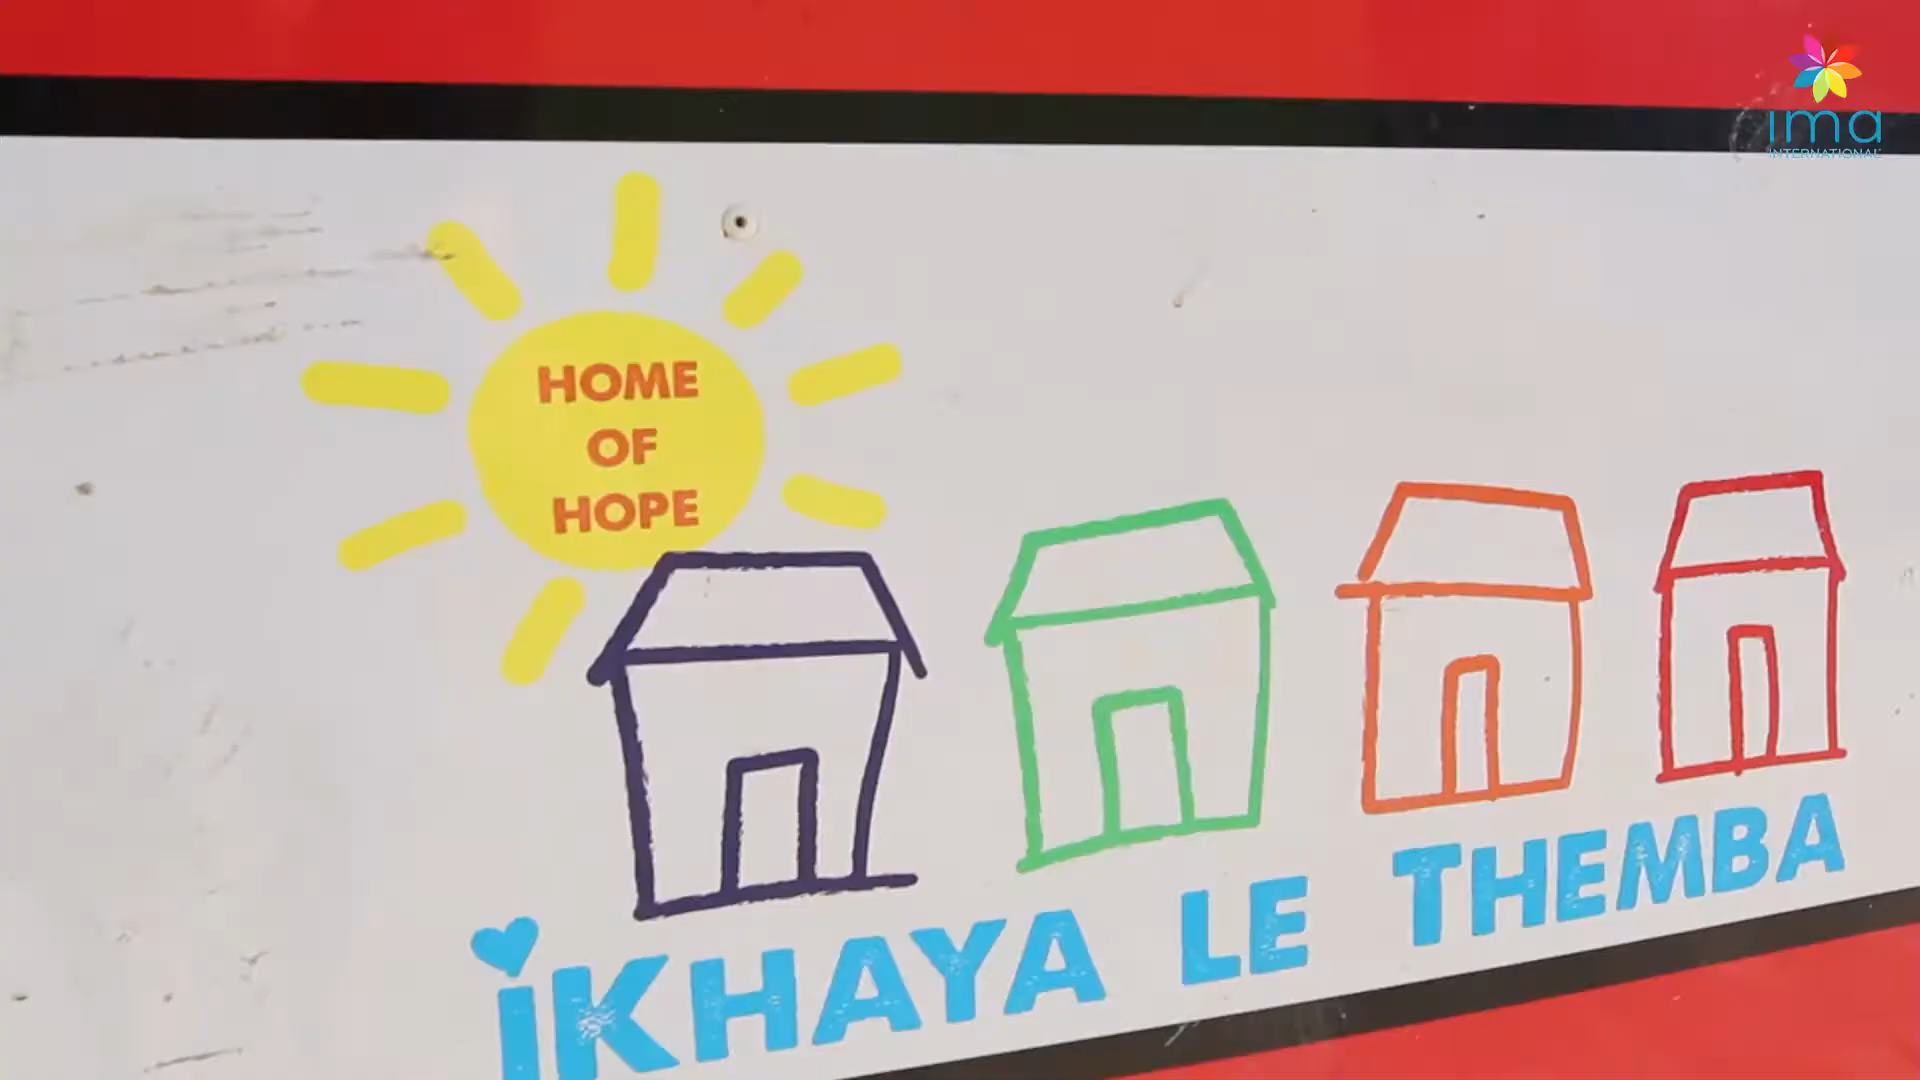 ima
INTERNATIONAL
HOME
OF
HOPE
iKHAYA LE THEMBA